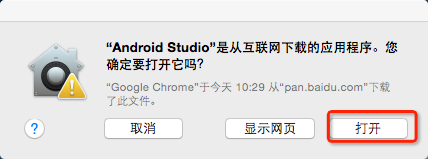 “Android Studio”是从互联网下载的应用程序。您
确定要打开它吗?
“Google Chrome”于今天 10:29 从“pan.baidu.com”下载
了此文件。
?
取消
显示网页
打开